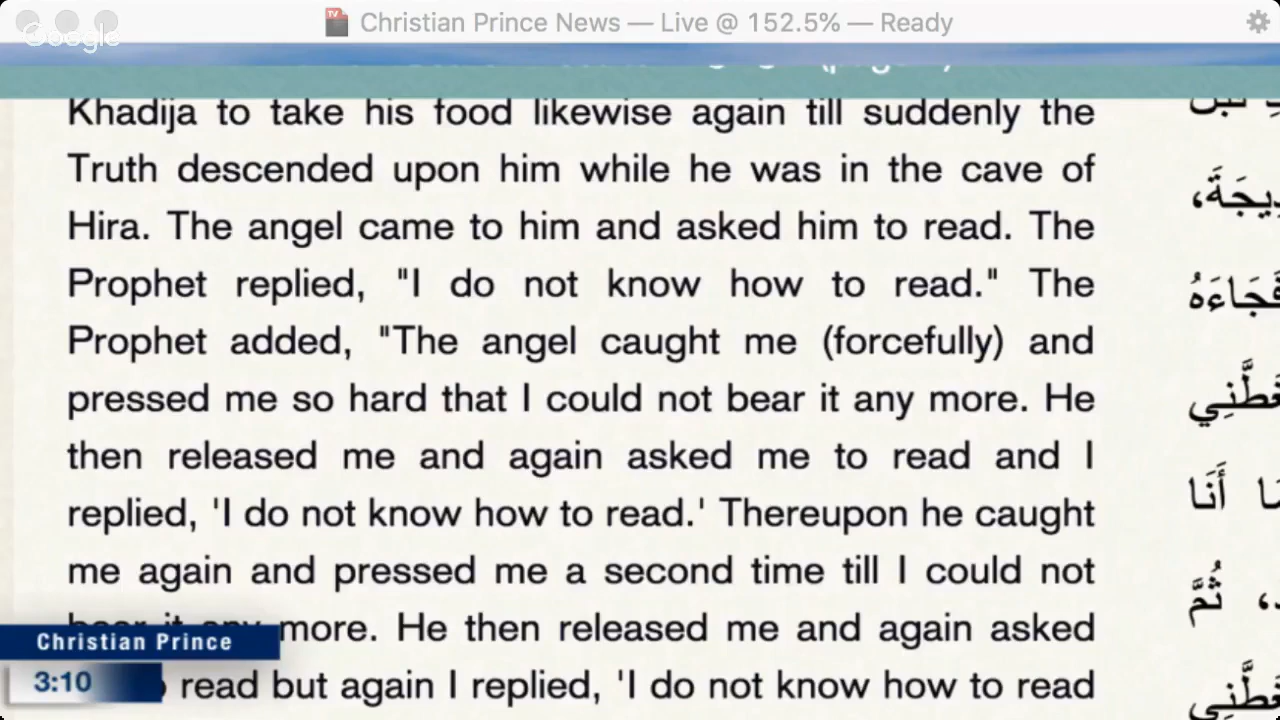 Christian Prince News — Live @ 152.5% — Ready
Google
Khadija to take his food likewise again till suddenly the
Truth descended upon him while he was in the cave of
Hira. The angel came to him and asked him to read. The
Prophet replied, "I do not know how to read." The
Prophet added, "The angel caught me (forcefully) and
pressed me so hard that I could not bear it any more. He
then released me and again asked me to read and I
replied, 'I do not know how to read.' Thereupon he caught
me again and pressed me a second time till I could not
bear it any more. He then released me and again asked
read but again I replied, 'I do not know how to read
فَجَاءَهُ
أَنَا
ثُمَّ
Christian Prince
3:10